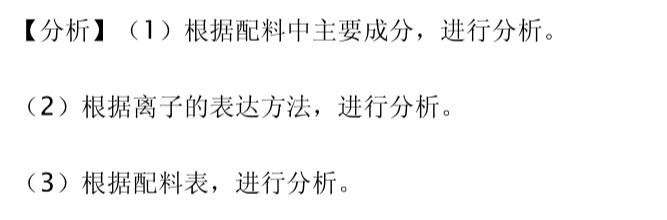 【分析】（1）根据配料中主要成分，进行分析。
（2）根据离子的表达方法，进行分析。
（3）根据配料表，进行分析。